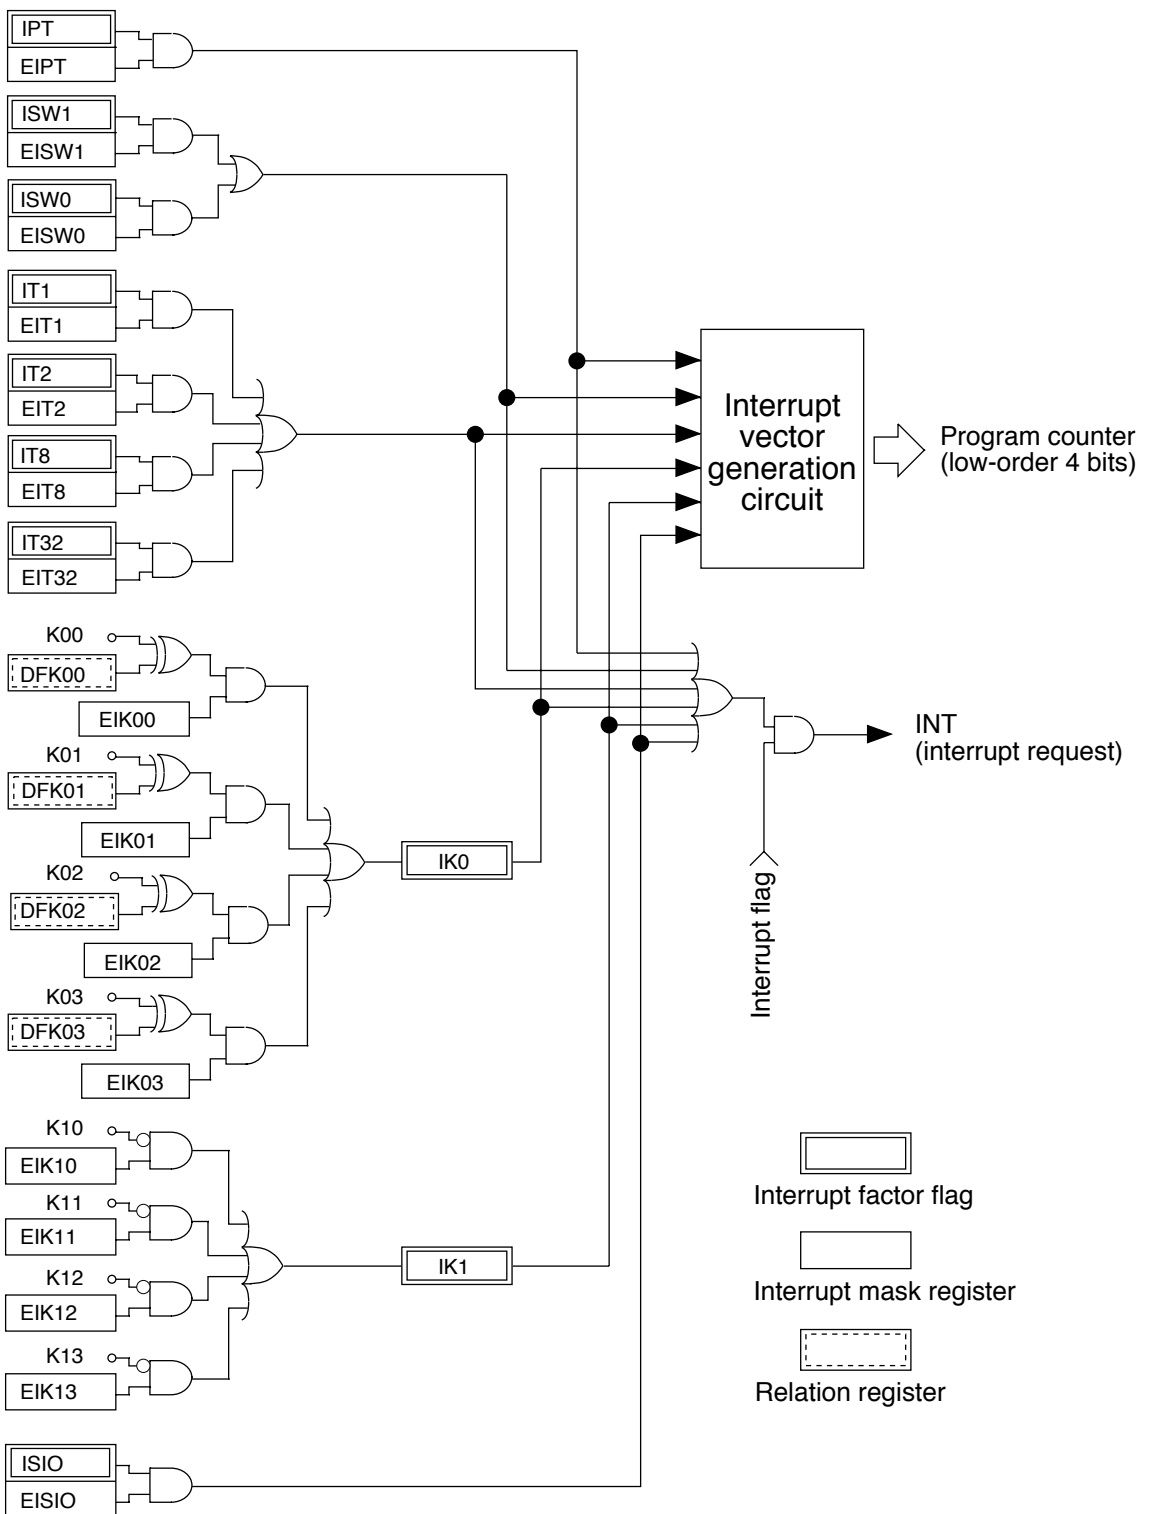 IPT
EIPT
ISW1
EISW1
ISW0
EISW0
IT1
EIT1
IT2
EIT2
IT8
EIT8
IT32
EIT32
K00
DFK00
EIK00
K01
DFK01
EIK01
K02
DFK02
EIK02
K03
DFK03
EIK03
K10
EIK10
K11
EIK11
K12
EIK12
K13
EIK13
ISIO
EISIO
IK0
IK1
Interrupt
vector
generation
circuit
Program counter
(low-order 4 bits)
INT
(interrupt request)
Interrupt flag
Interrupt factor flag
Interrupt mask register
Relation register